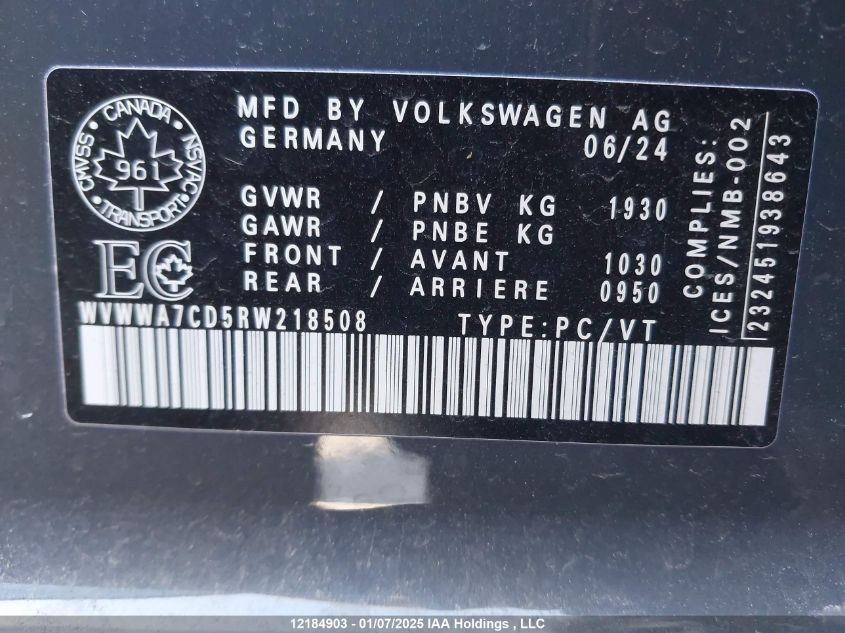 MFD BY VOLKSWAGEN AG
GERMANY 06/24
CANADA
CMVSS
NSVAC
961
TRANSPORT
GVWR / PNBV KG 1930
GAWR / PNBE KG
FRONT / AVANT 1030
REAR / ARRIERE 0950
EC
WVWWA7CD5RW218508 TYPE:PC/VT
COMPLIES:
ICES/NMB-002
232451938643
12184903 - 01/07/2025 IAA Holdings , LLC